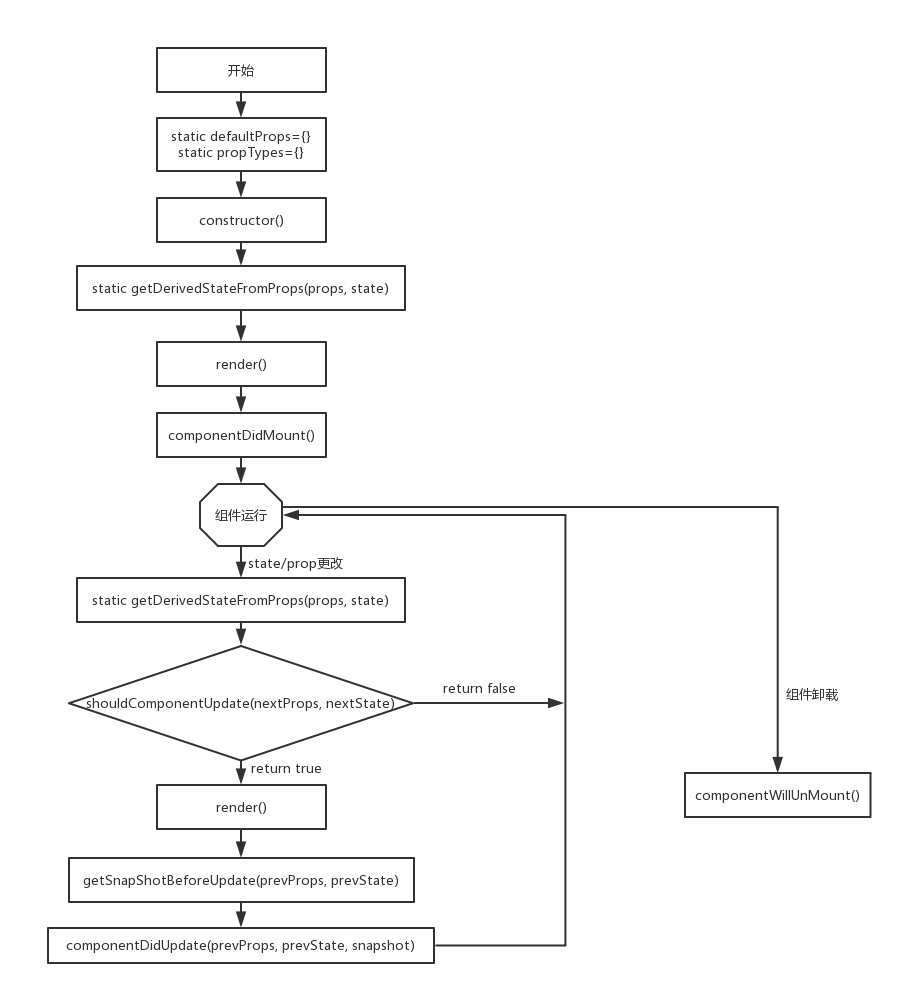 开始
static defaultProps={}
static propTypes={}
constructor()
static getDerivedStateFromProps(props, state)
render()
componentDidMount()
组件运行
state/prop更改
static getDerivedStateFromProps(props, state)
shouldComponentUpdate(nextProps, nextState)
return false
组件卸载
return true
componentWillUnMount()
render()
getSnapShotBeforeUpdate(prevProps, prevState)
componentDidUpdate(prevProps, prevState, snapshot)